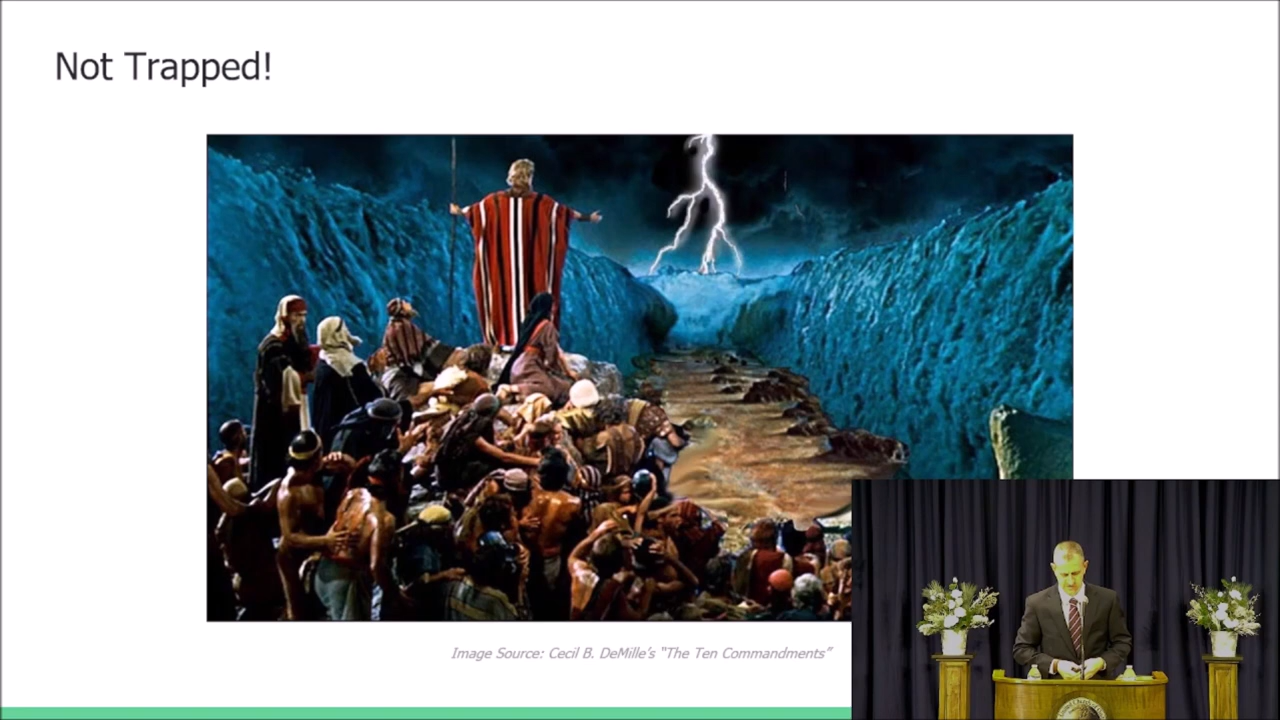 Not Trapped!
Image Source: Cecil B. DeMille's "The Ten Commandments"